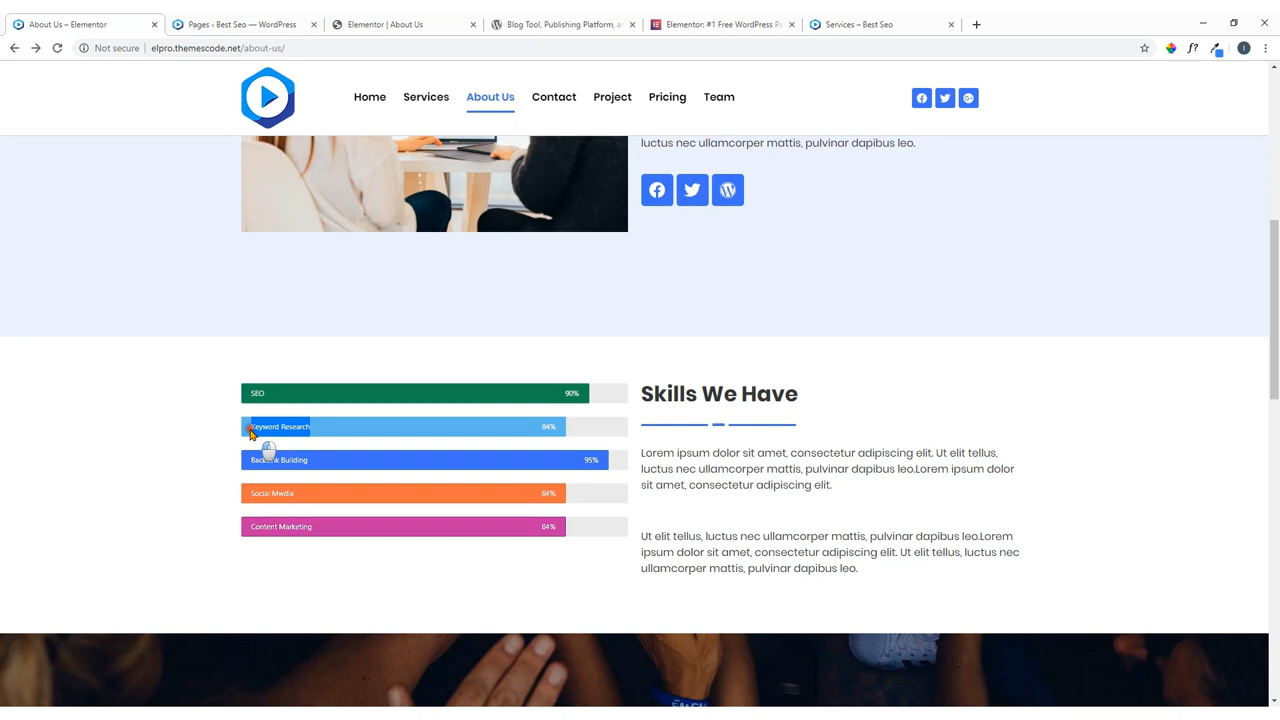 About Us – Elementor
Pages ‹ Best Seo — WordPress
Elementor | About Us
Blog Tool, Publishing Platform, a
Elementor: #1 Free WordPress P
Services – Best Seo
Not secure
elpro.themescode.net/about-us/
f?
Home
Services
About Us
Contact
Project
Pricing
Team
luctus nec ullamcorper mattis, pulvinar dapibus leo.
SEO 90%
Keyword Research 84%
Backlink Building 95%
Social Mwdia 84%
Content Marketing 84%
Skills We Have
Lorem ipsum dolor sit amet, consectetur adipiscing elit. Ut elit tellus,
luctus nec ullamcorper mattis, pulvinar dapibus leo.Lorem ipsum dolor
sit amet, consectetur adipiscing elit.
Ut elit tellus, luctus nec ullamcorper mattis, pulvinar dapibus leo.Lorem
ipsum dolor sit amet, consectetur adipiscing elit. Ut elit tellus, luctus nec
ullamcorper mattis, pulvinar dapibus leo.